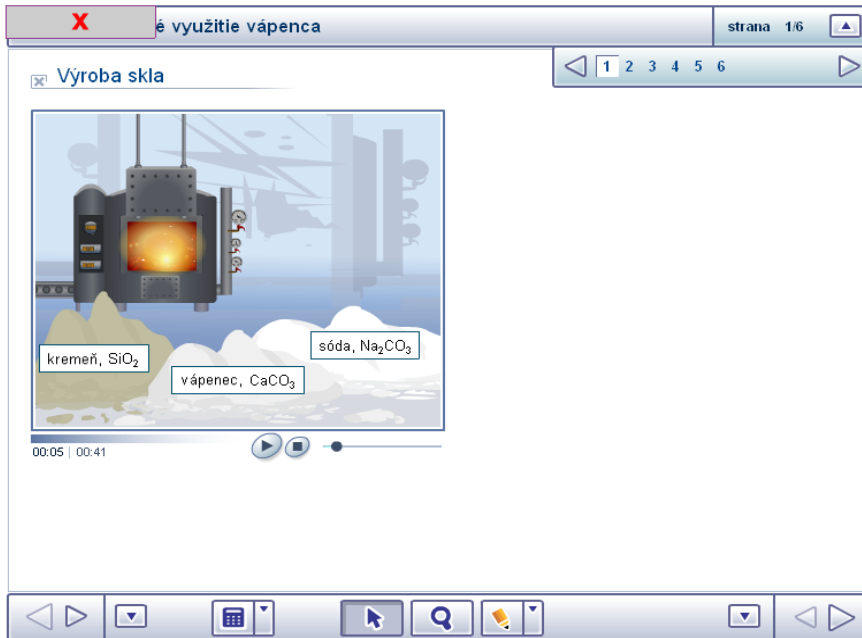 X
é využitie vápenca
strana 1/6
1 2 3 4 5 6
Výroba skla
kremeň, SiO₂
vápenec, CaCO₃
sóda, Na₂CO₃
00:05 | 00:41